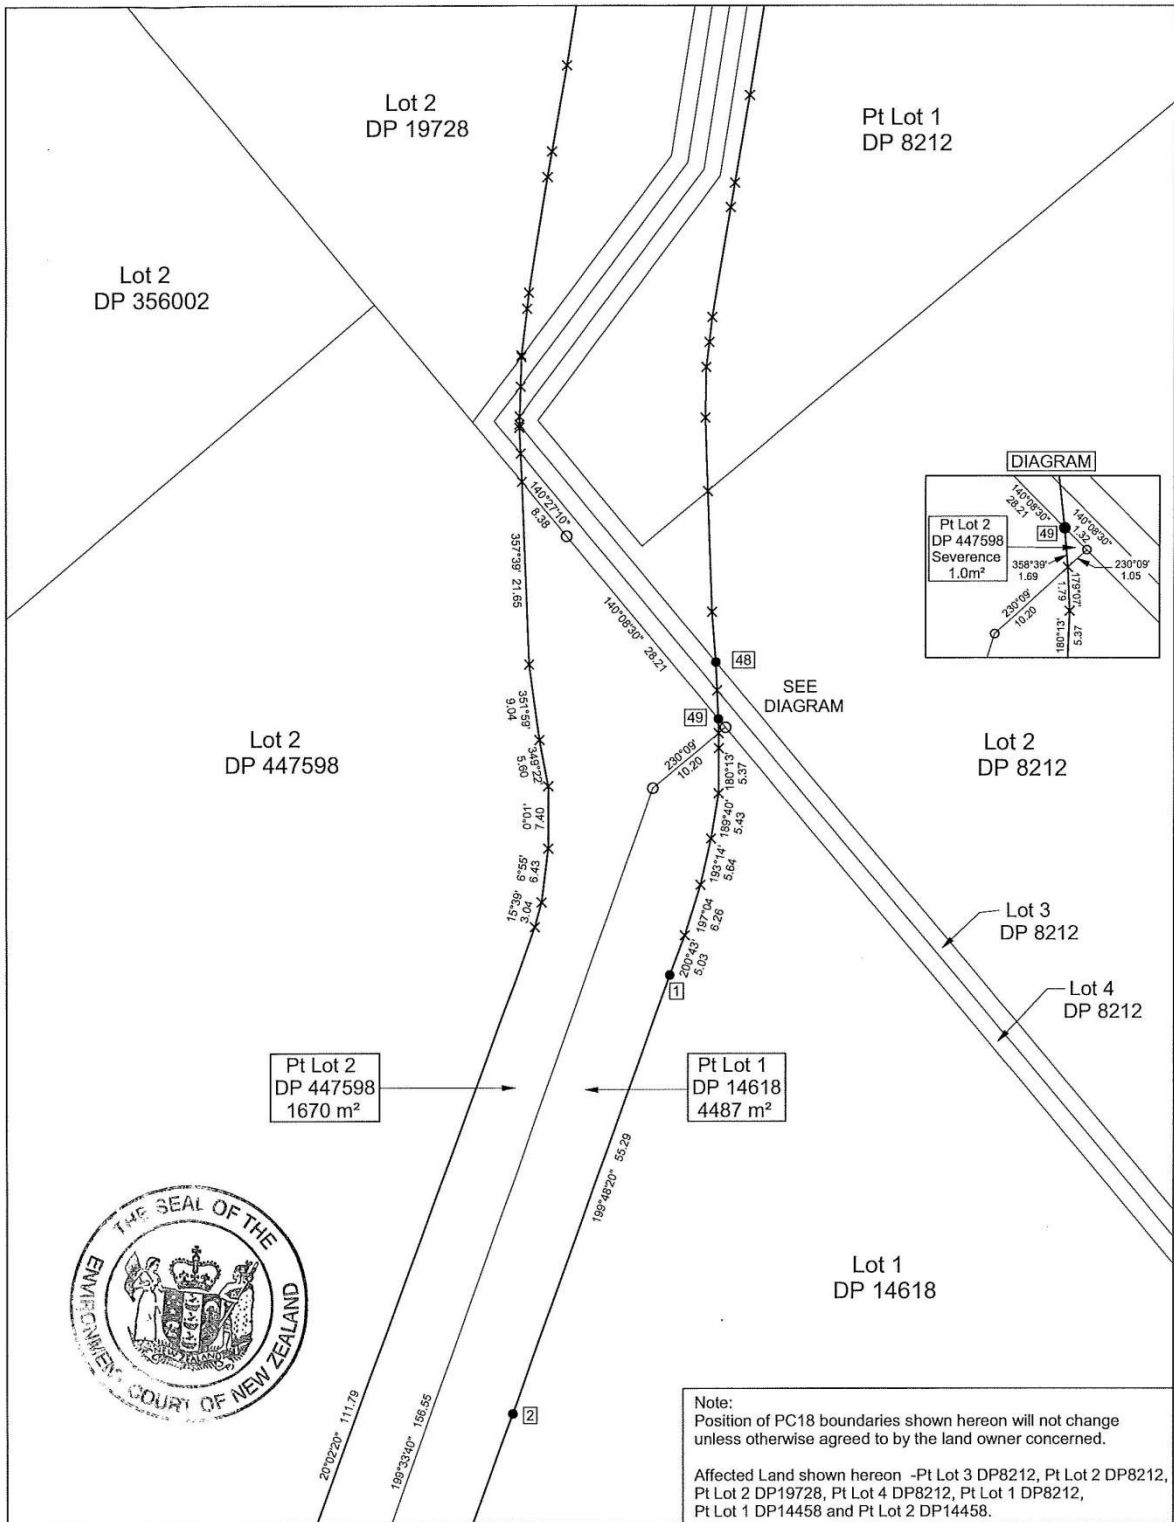 Lot 2
DP 19728
Pt Lot 1
DP 8212
Lot 2
DP 356002
DIAGRAM
140°08'30"
28.21
140°08'30"
1.32
Pt Lot 2
DP 447598
Severence
1.0m²
49
358°39'
1.69
230°09'
1.05
179°07'
1.79
230°09'
10.20
180°13'
5.37
140°27'10"
8.38
357°39' 21.65
140°08'30" 28.21
48
SEE
DIAGRAM
49
Lot 2
DP 447598
Lot 2
DP 8212
351°59'
9.04
349°22'
5.60
230°09'
10.20
180°13'
5.37
0°01'
7.40
189°40'
5.43
6°55'
6.43
193°14'
5.64
15°39'
3.04
197°04
6.26
200°43'
5.03
1
Lot 3
DP 8212
Lot 4
DP 8212
Pt Lot 2
DP 447598
1670 m²
Pt Lot 1
DP 14618
4487 m²
199°48'20" 55.29
Lot 1
DP 14618
THE SEAL OF THE
ENVIRONMENT COURT OF NEW ZEALAND
NEW ZEALAND
20°02'20" 111.79
199°33'40" 156.55
2
Note:
Position of PC18 boundaries shown hereon will not change
unless otherwise agreed to by the land owner concerned.
Affected Land shown hereon -Pt Lot 3 DP8212, Pt Lot 2 DP8212,
Pt Lot 2 DP19728, Pt Lot 4 DP8212, Pt Lot 1 DP8212,
Pt Lot 1 DP14458 and Pt Lot 2 DP14458.